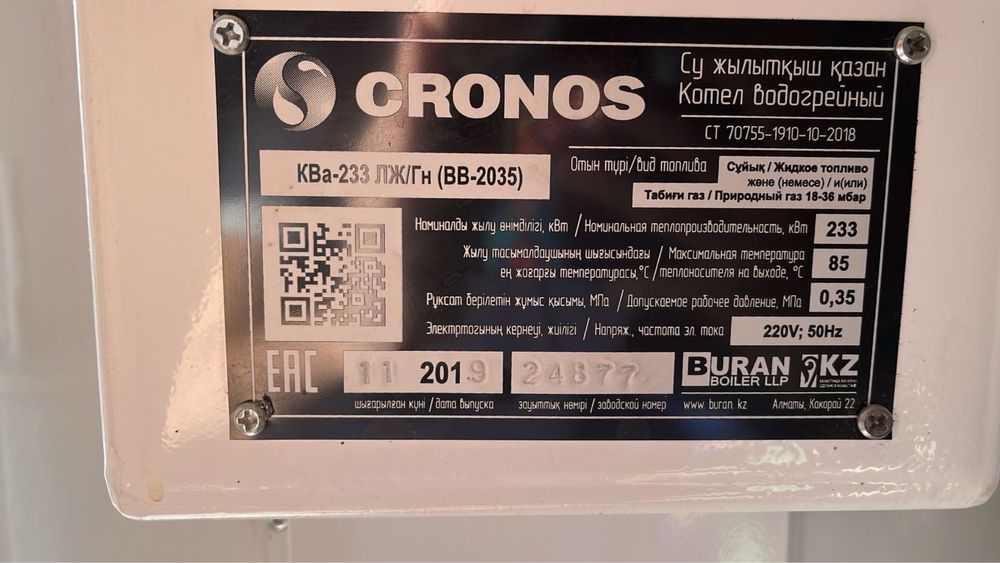 CRONOS
Су жылытқыш қазан
Котел водогрейный
СТ 70755-1910-10-2018
КВа-233 ЛЖ/Гн (BB-2035)
Отын түрі/вид топлива
Сұйық / Жидкое топливо
және (немесе) / и(или)
Табиғи газ / Природный газ 18-36 мбар
Номиналды жылу өнімділігі, кВт / Номинальная теплопроизводительность, кВт 233
Жылу тасымалдаушының шығысындағы / Максимальная температура
ең жоғарғы температурасы,°С / теплоносителя на выходе, °С 85
Рұқсат берілетін жұмыс қысымы, МПа / Допускаемое рабочее давление, МПа 0,35
Электртоғының кернеуі, жиілігі / Напряж., частота эл. тока 220V; 50Hz
EAC
11 2019 24877
BURAN
BOILER LLP
KZ
шығарылған күні / дата выпуска
зауыттық нөмірі / заводской номер
www. buran. kz
Алматы, Кокорай 22